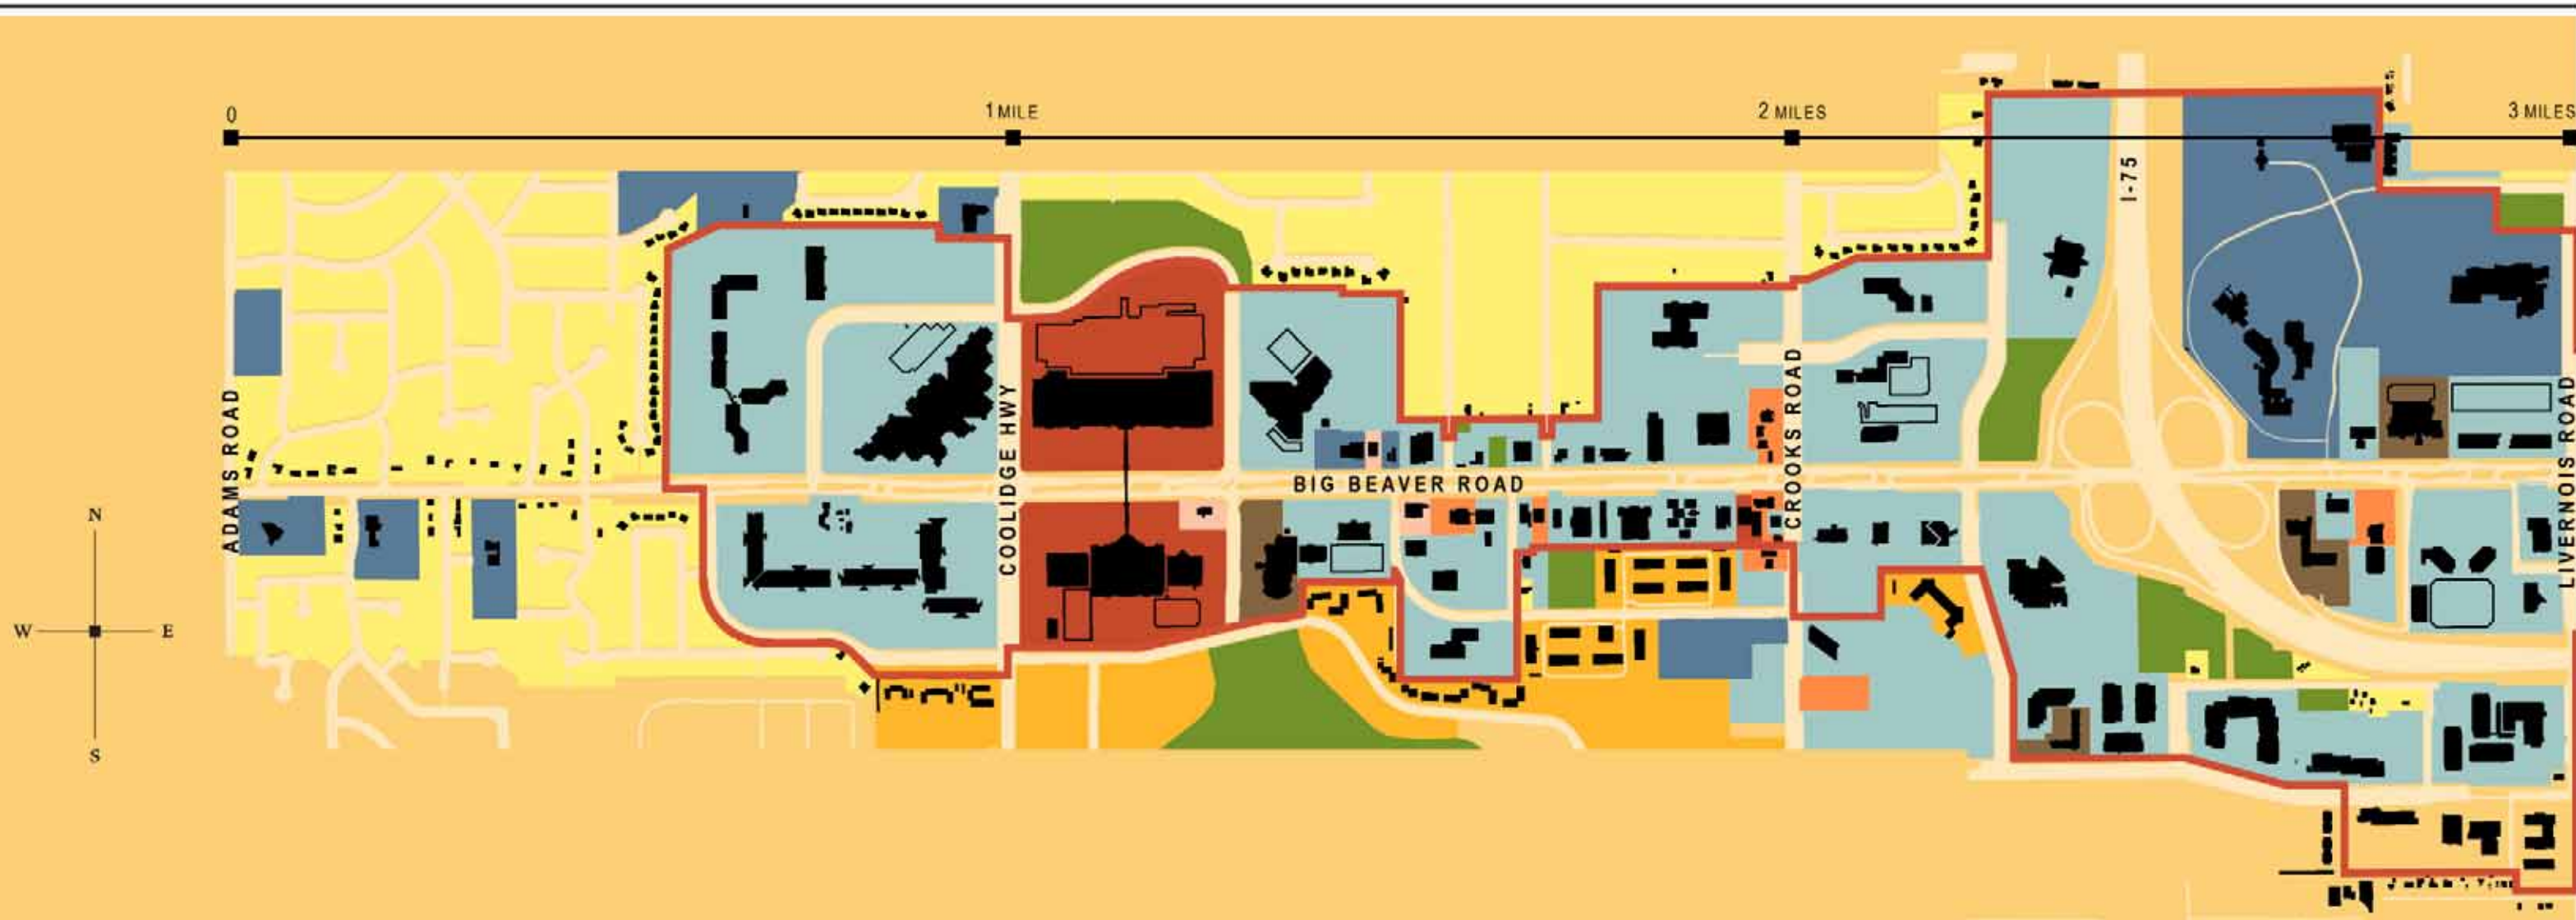 0
1 MILE
2 MILES
3 MILES
I-75
ADAMS ROAD
COOLIDGE HWY
BIG BEAVER ROAD
CROOKS ROAD
LIVERNOIS ROAD
N
W
E
S